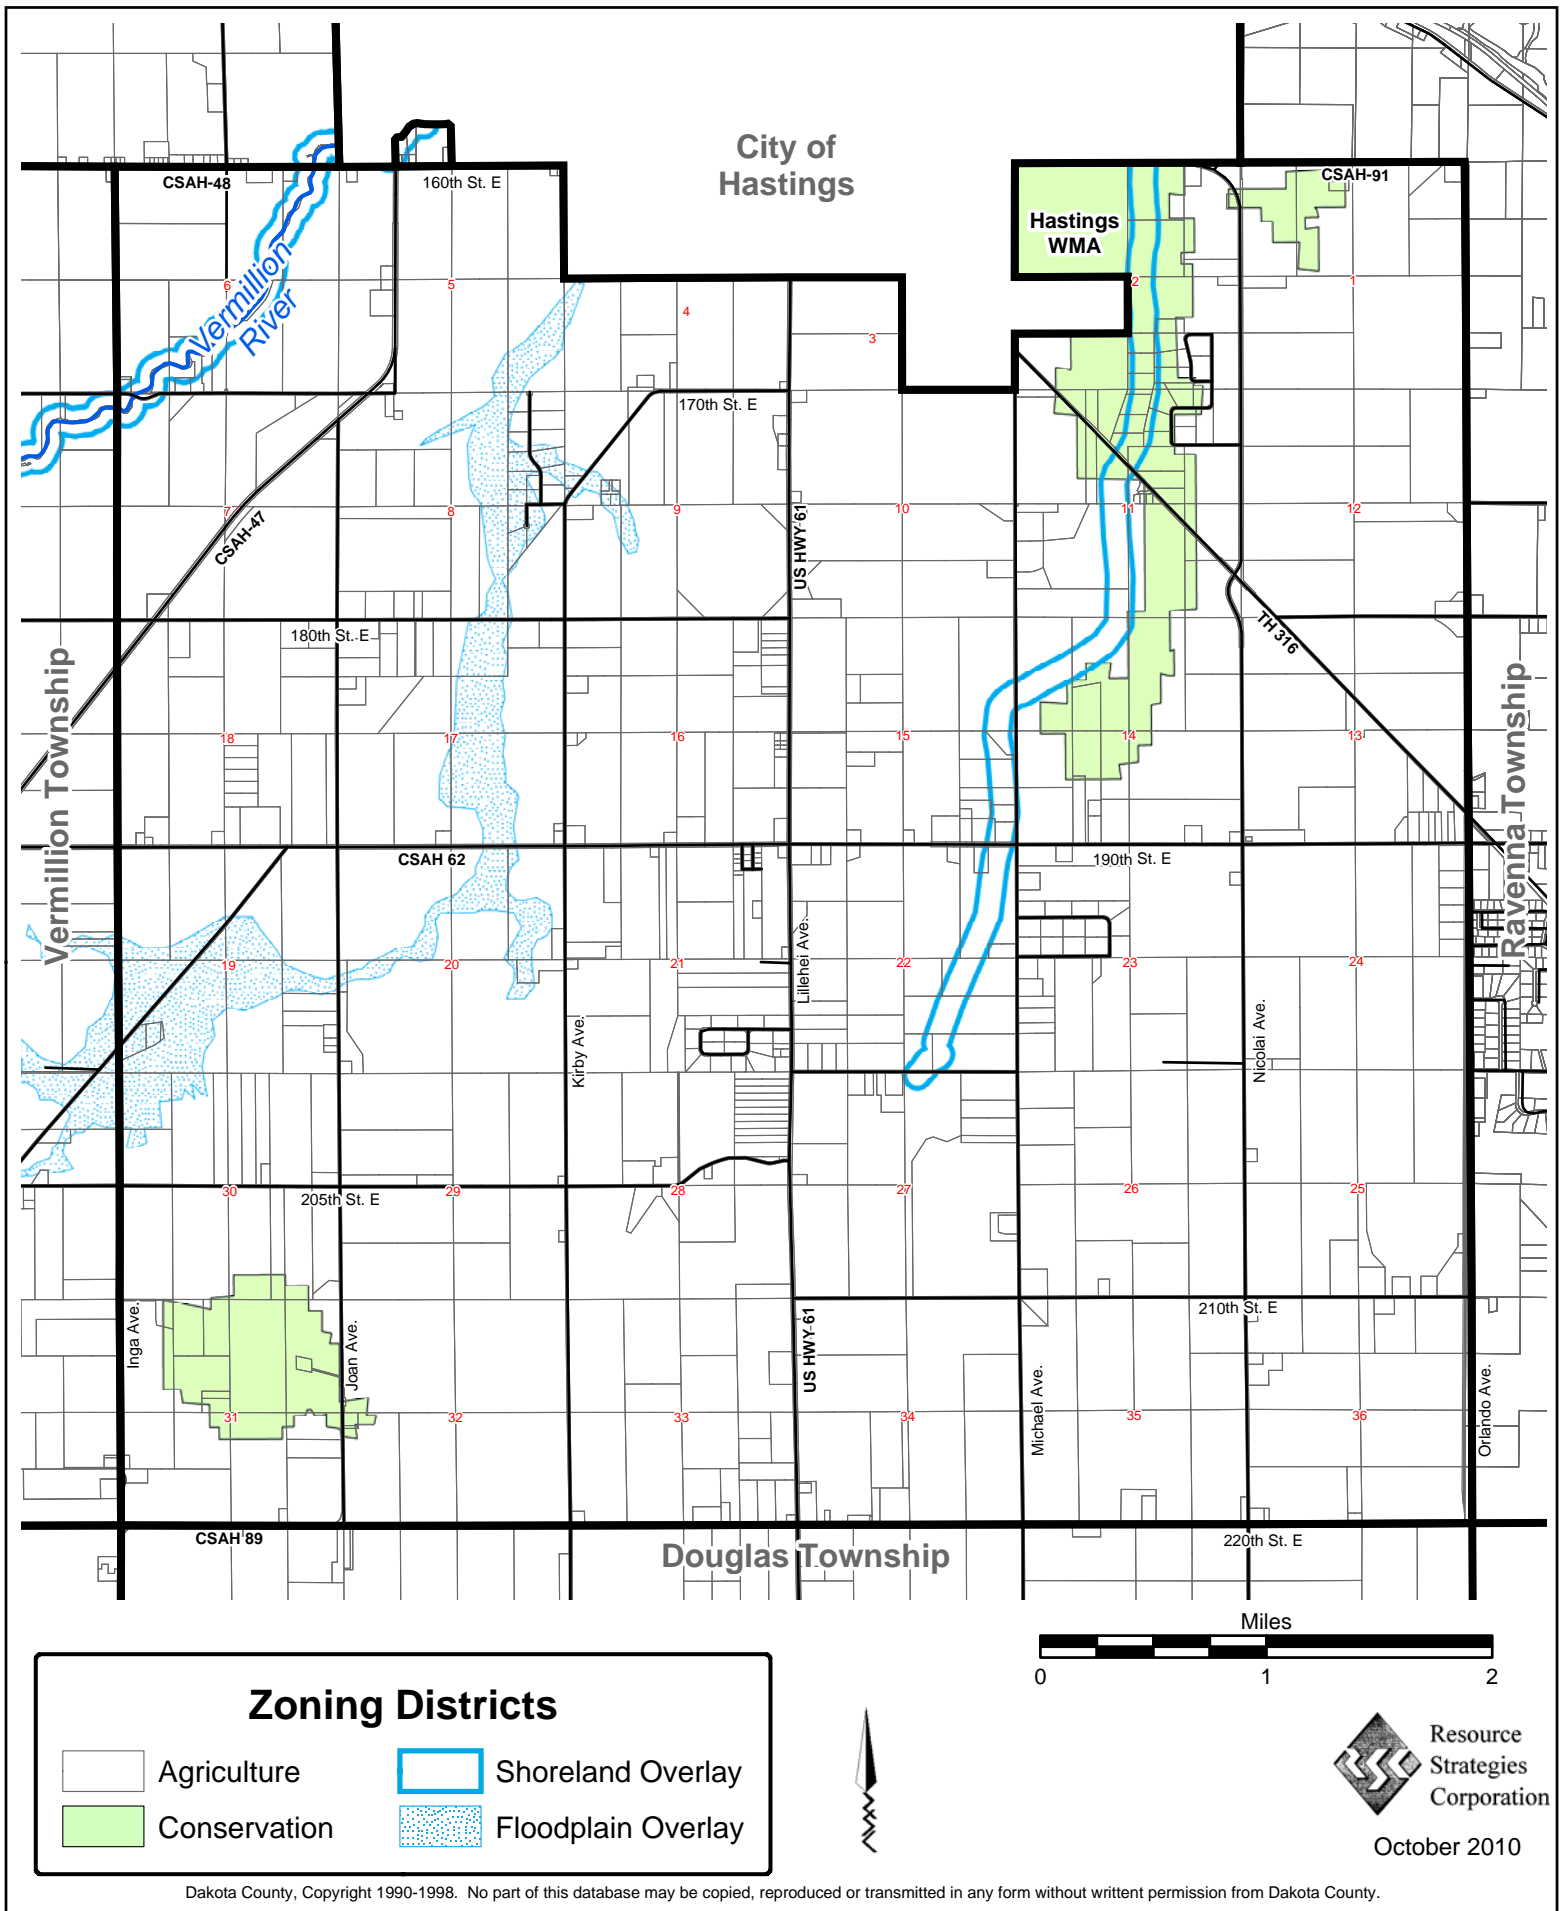 City of
Hastings
CSAH-48
160th St. E
CSAH-91
Hastings
WMA
Vermillion
River
6
5
4
3
2
1
170th St. E
7
8
9
10
11
12
CSAH-47
US HWY 61
180th St. E
TH 316
Vermillion Township
Ravenna Township
18
17
16
15
14
13
CSAH 62
190th St. E
Lillehei Ave.
19
20
21
22
23
24
Kirby Ave.
Nicolai Ave.
30
29
28
27
26
25
205th St. E
210th St. E
Inga Ave.
Joan Ave.
US HWY 61
Michael Ave.
Orlando Ave.
31
32
33
34
35
36
CSAH 89
Douglas Township
220th St. E
Miles
0 1 2
Zoning Districts
Agriculture
Shoreland Overlay
Conservation
Floodplain Overlay
Resource
Strategies
Corporation
October 2010
Dakota County, Copyright 1990-1998. No part of this database may be copied, reproduced or transmitted in any form without writtent permission from Dakota County.